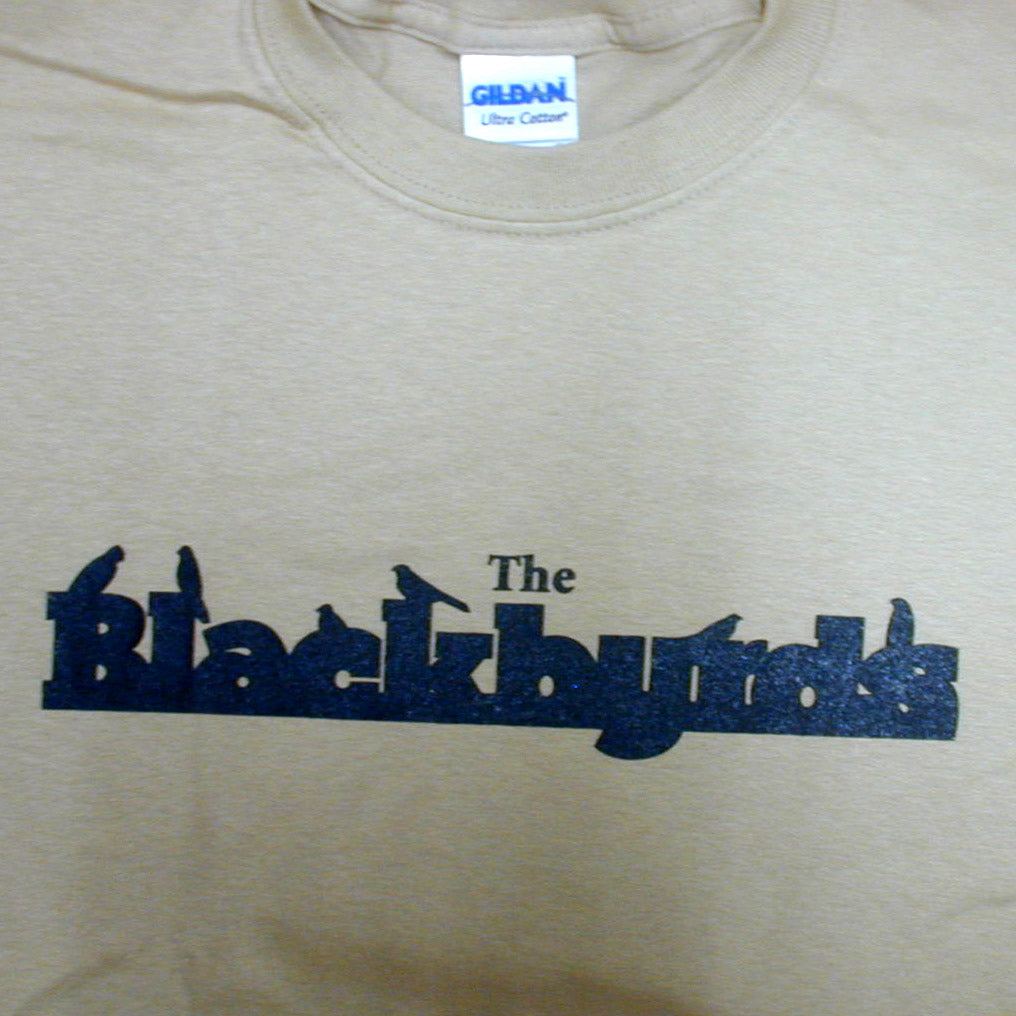 GILDAN
Ultra Cotton®
The
Blackbyrds